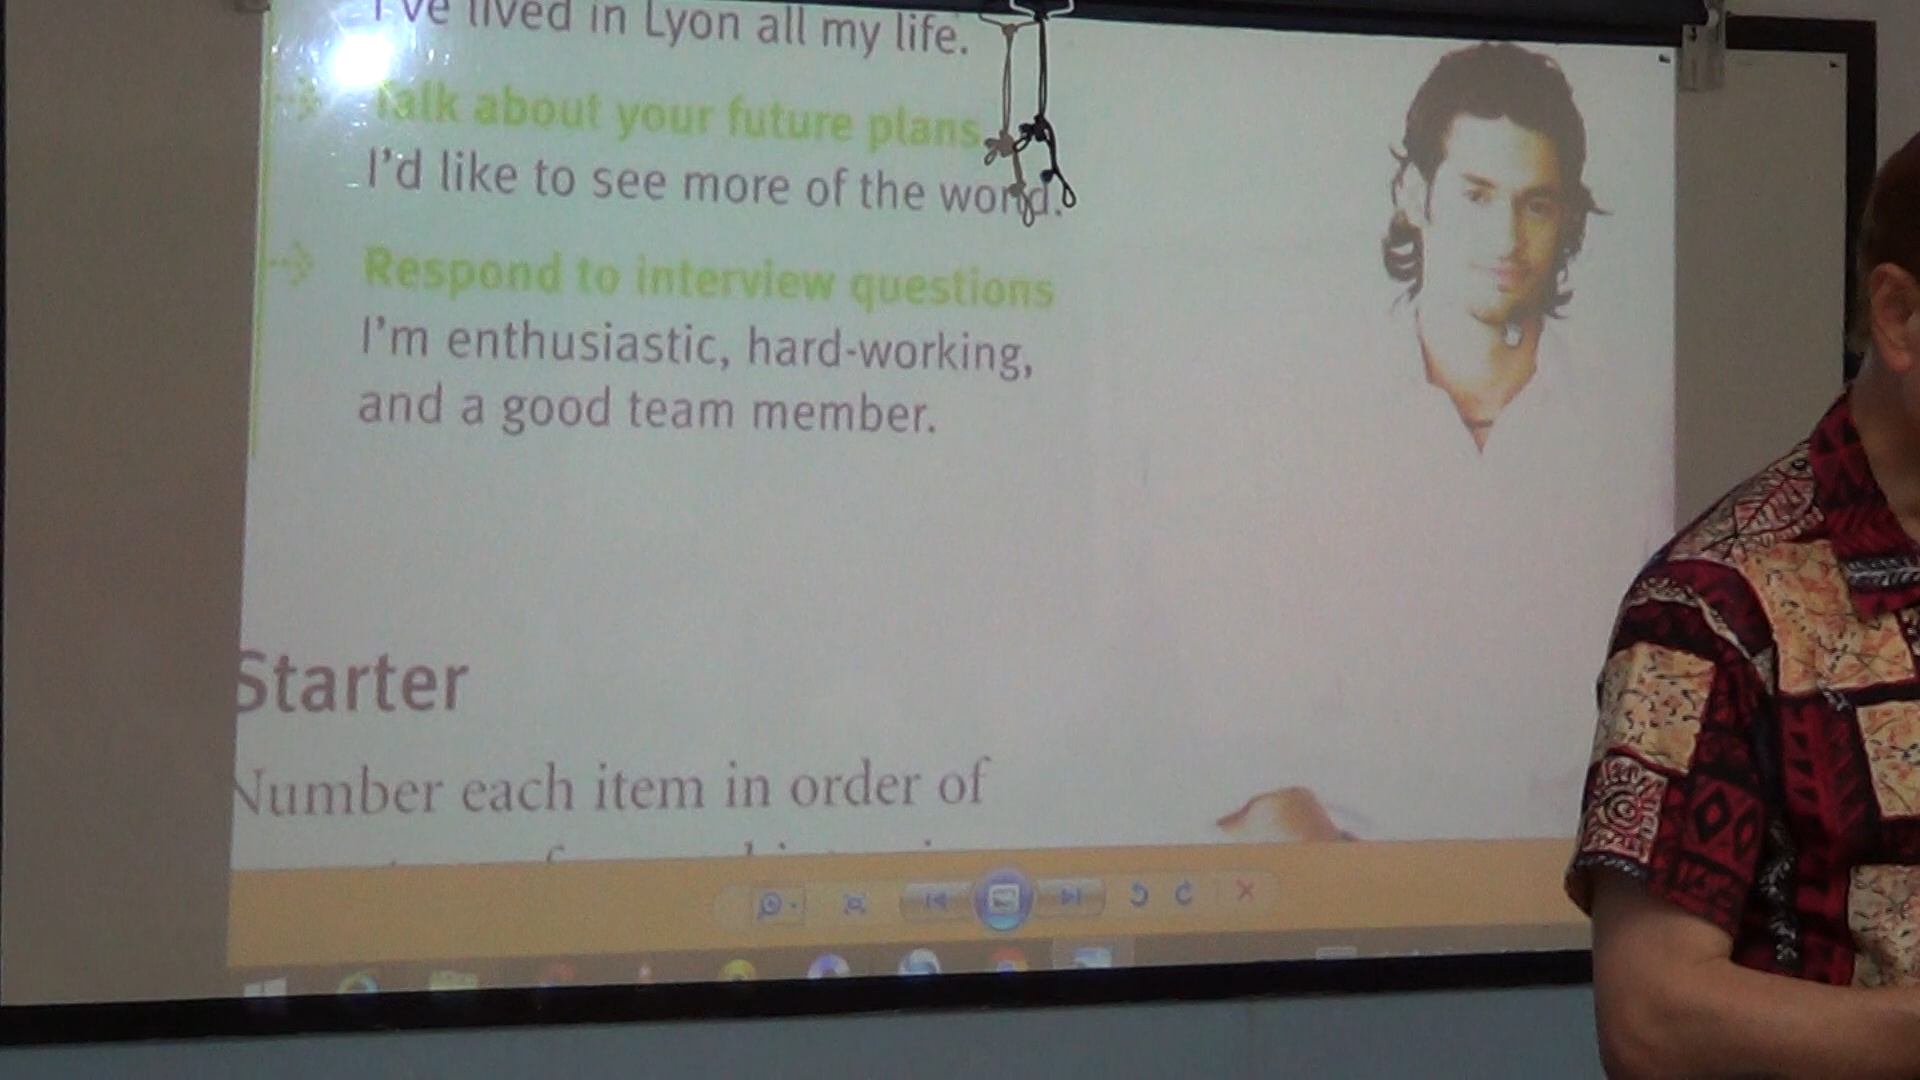 I've lived in Lyon all my life.
Talk about your future plans
I'd like to see more of the world.
Respond to interview questions
I'm enthusiastic, hard-working,
and a good team member.
Starter
Number each item in order of